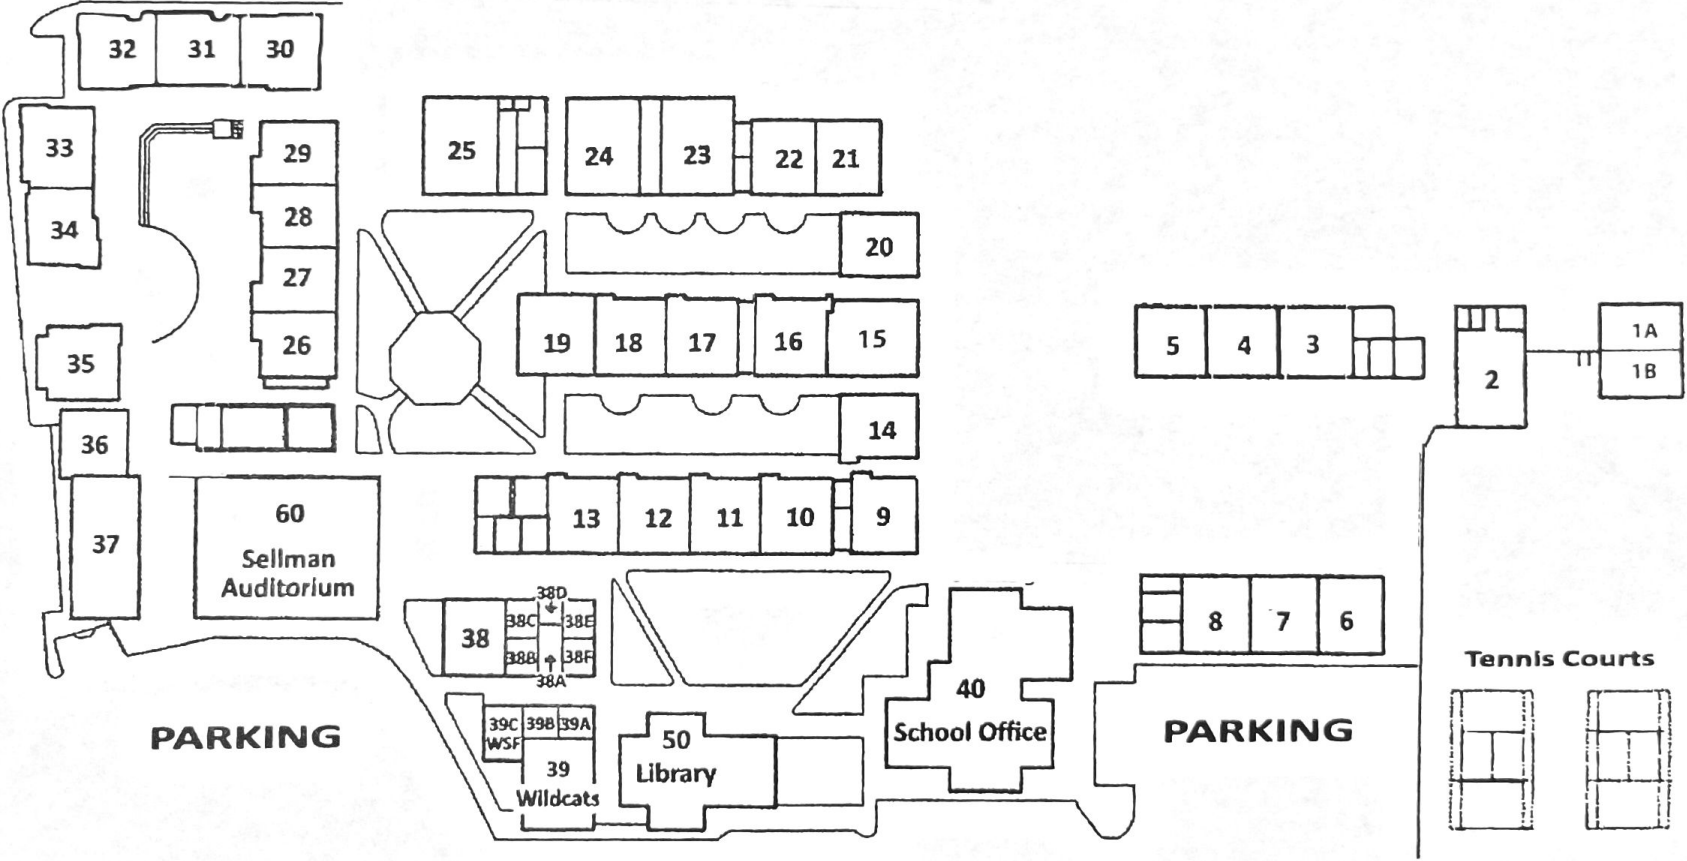 32 31 30
33
34
29
28
27
26
25
24 23 22 21
20
19 18 17 16 15
14
13 12 11 10 9
35
36
37
60
Sellman
Auditorium
5 4 3
2
1A
1B
8 7 6
38
38D
38C 38E
38B 38F
38A
39C 39B 39A
WSF
39
Wildcats
50
Library
40
School Office
PARKING
PARKING
Tennis Courts